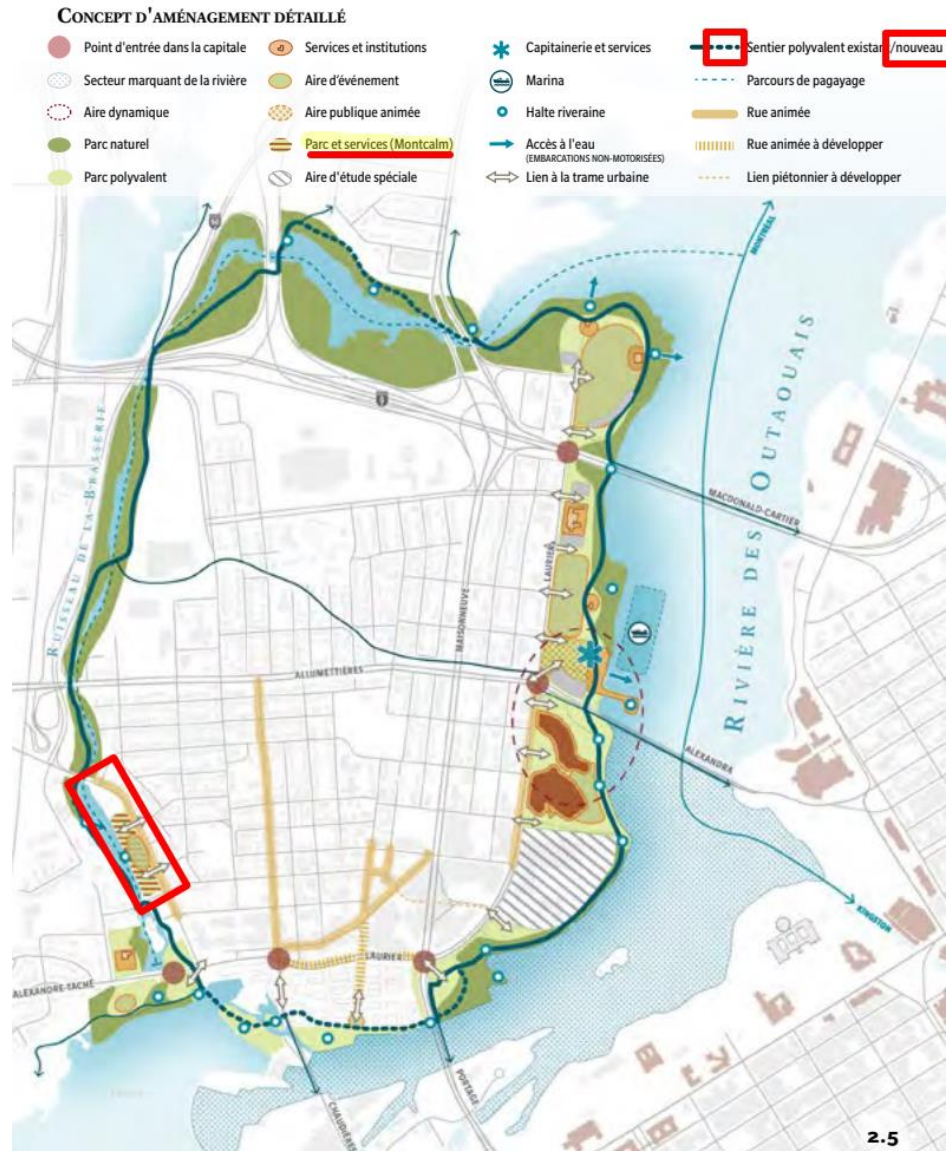 CONCEPT D'AMÉNAGEMENT DÉTAILLÉ
Point d'entrée dans la capitale
Secteur marquant de la rivière
Aire dynamique
Parc naturel
Parc polyvalent
Services et institutions
Aire d'événement
Aire publique animée
Parc et services (Montcalm)
Aire d'étude spéciale
Capitainerie et services
Marina
Halte riveraine
Accès à l'eau
(EMBARCATIONS NON-MOTORISÉES)
Lien à la trame urbaine
Sentier polyvalent existant/nouveau
Parcours de pagayage
Rue animée
Rue animée à développer
Lien piétonnier à développer
MONTRÉAL
RUISSEAU DE LA BRASSERIE
RIVIÈRE DES OUTAOUAIS
MACDONALD-CARTIER
LAURIER
MAISONNEUVE
ALLUMETTIÈRES
ALEXANDRA
KINGSTON
LAURIER
ALEXANDRE-TACHÉ
CHAUDIÈRES
PORTAGE
2.5